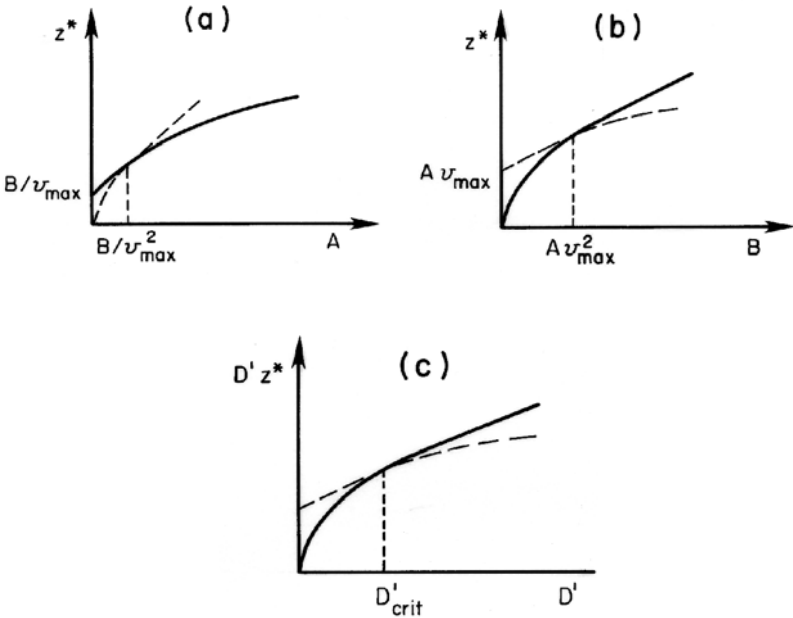 (a)
z*
B/v_max
B/v²_max
A
(b)
z*
A v_max
A v²_max
B
(c)
D' z*
D'_crit
D'